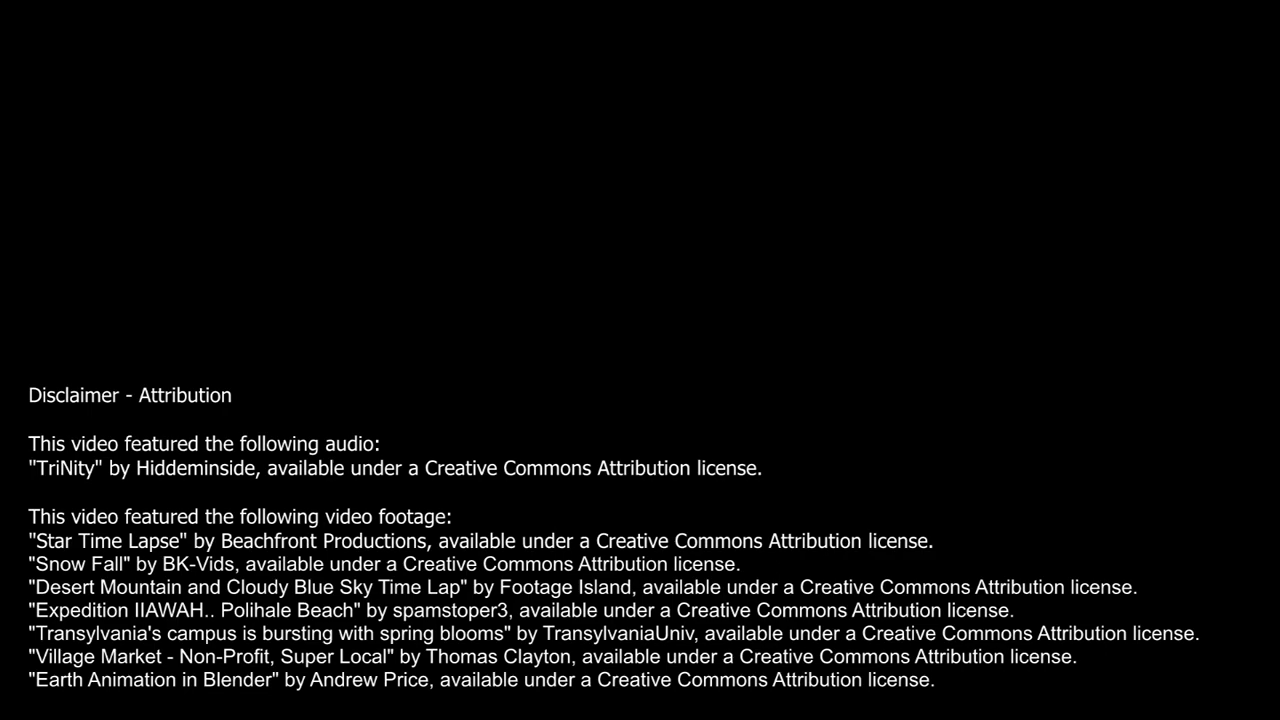 Disclaimer - Attribution
This video featured the following audio:
"TriNity" by Hiddeminside, available under a Creative Commons Attribution license.
This video featured the following video footage:
"Star Time Lapse" by Beachfront Productions, available under a Creative Commons Attribution license.
"Snow Fall" by BK-Vids, available under a Creative Commons Attribution license.
"Desert Mountain and Cloudy Blue Sky Time Lap" by Footage Island, available under a Creative Commons Attribution license.
"Expedition IIAWAH.. Polihale Beach" by spamstoper3, available under a Creative Commons Attribution license.
"Transylvania's campus is bursting with spring blooms" by TransylvaniaUniv, available under a Creative Commons Attribution license.
"Village Market - Non-Profit, Super Local" by Thomas Clayton, available under a Creative Commons Attribution license.
"Earth Animation in Blender" by Andrew Price, available under a Creative Commons Attribution license.